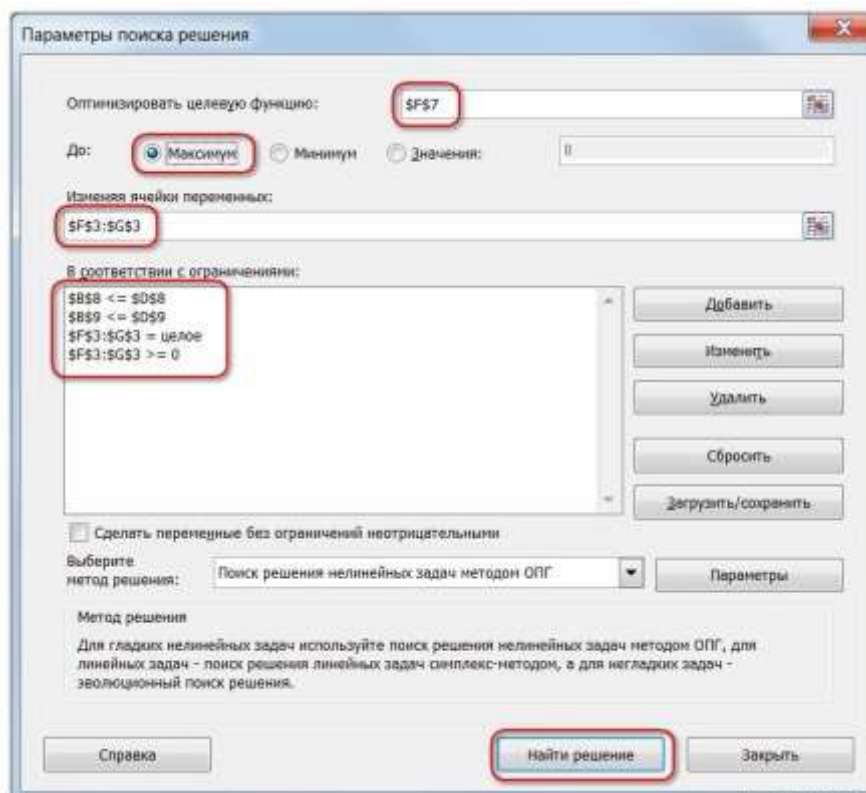 Параметры поиска решения
Оптимизировать целевую функцию:
$F$7
До:
Максимум
Минимум
Значения:
0
Изменяя ячейки переменных:
$F$3:$G$3
В соответствии с ограничениями:
$B$8 <= $D$8
$B$9 <= $D$9
$F$3:$G$3 = целое
$F$3:$G$3 >= 0
Добавить
Изменить
Удалить
Сбросить
Загрузить/сохранить
Сделать переменные без ограничений неотрицательными
Выберите
метод решения:
Поиск решения нелинейных задач методом ОПГ
Параметры
Метод решения
Для гладких нелинейных задач используйте поиск решения нелинейных задач методом ОПГ, для
линейных задач - поиск решения линейных задач симплекс-методом, а для негладких задач -
эволюционный поиск решения.
Справка
Найти решение
Закрыть